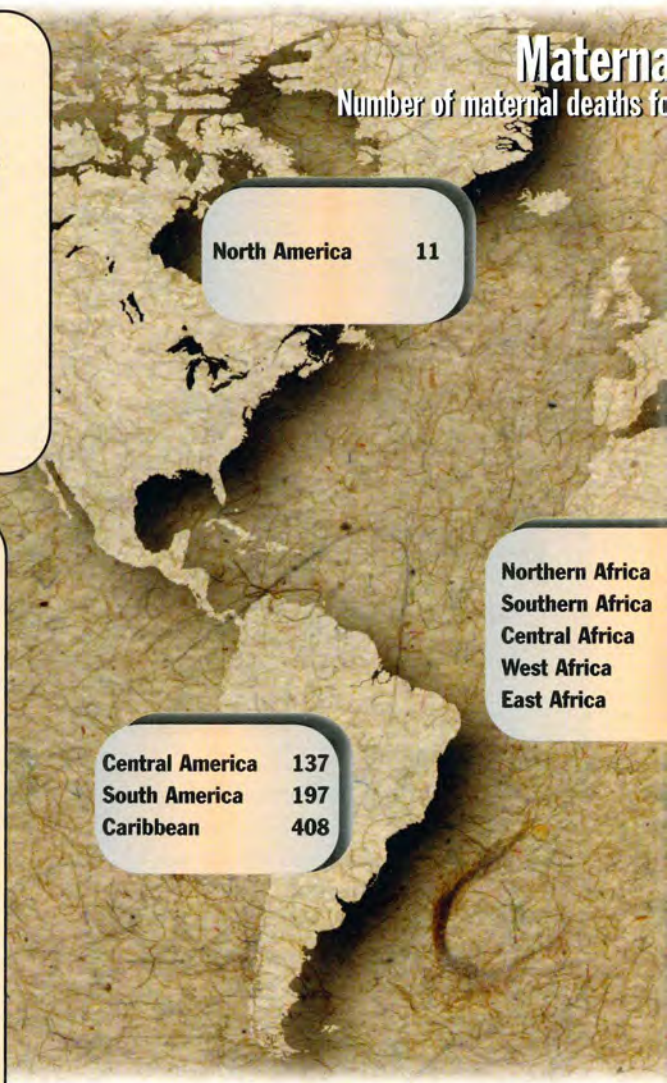 Materna
Number of maternal deaths fo
North America 11
Northern Africa
Southern Africa
Central Africa
West Africa
East Africa
Central America 137
South America 197
Caribbean 408